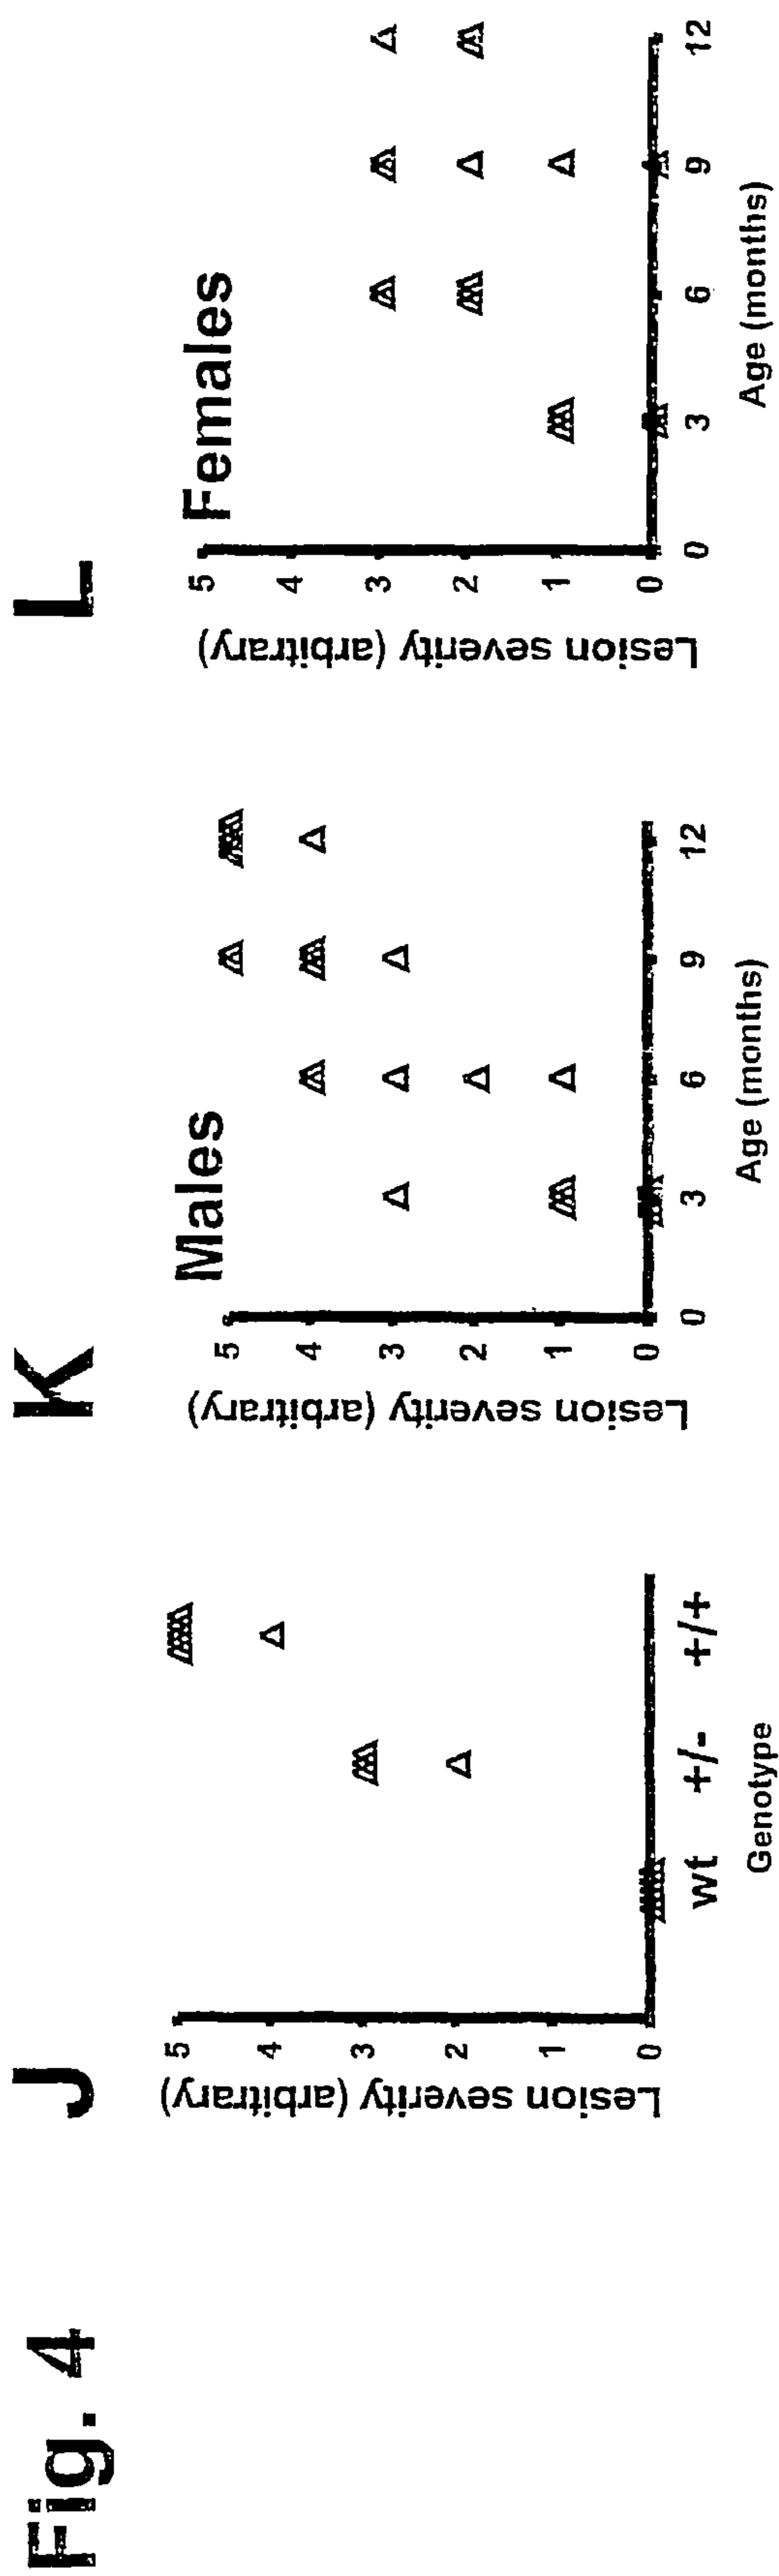 Fig. 4
J
Lesion severity (arbitrary)
5
4
3
2
1
0
wt +/- +/+
Genotype
K
Males
Lesion severity (arbitrary)
5
4
3
2
1
0
0 3 6 9 12
Age (months)
L
Females
Lesion severity (arbitrary)
5
4
3
2
1
0
0 3 6 9 12
Age (months)